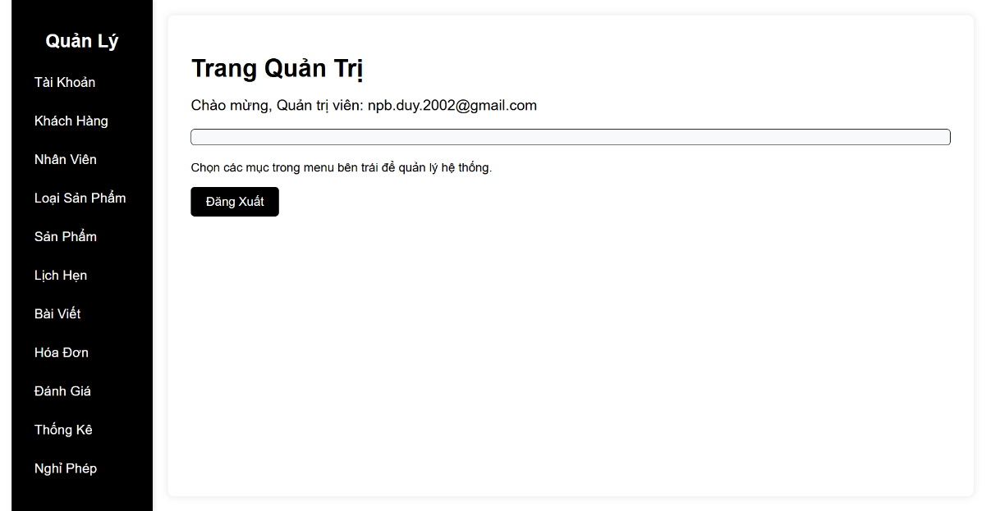 Quản Lý
Tài Khoản
Khách Hàng
Nhân Viên
Loại Sản Phẩm
Sản Phẩm
Lịch Hẹn
Bài Viết
Hóa Đơn
Đánh Giá
Thống Kê
Nghỉ Phép
Trang Quản Trị
Chào mừng, Quản trị viên: npb.duy.2002@gmail.com
Chọn các mục trong menu bên trái để quản lý hệ thống.
Đăng Xuất